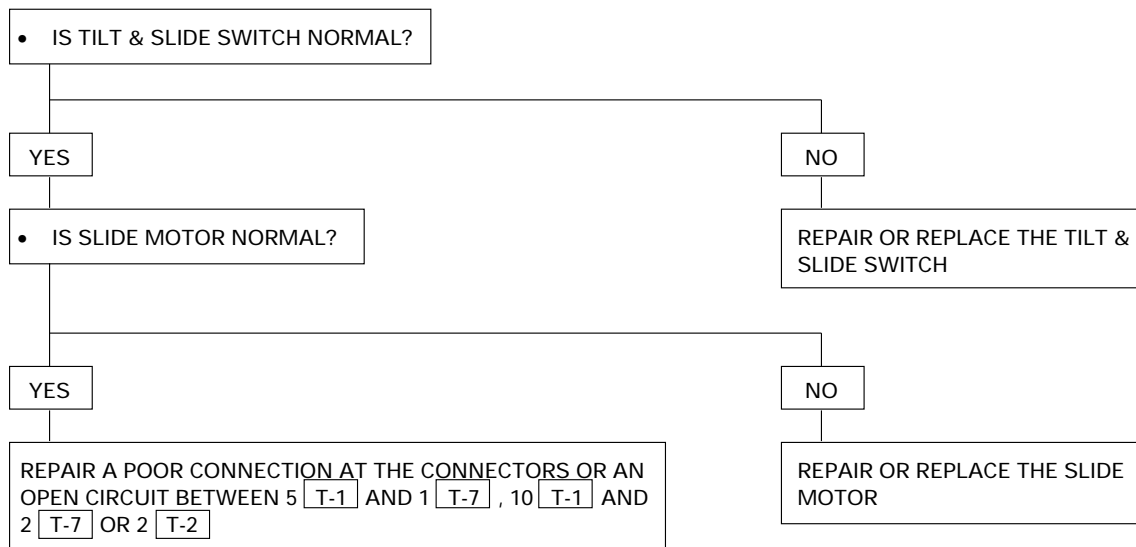 • IS TILT & SLIDE SWITCH NORMAL?
YES
NO
• IS SLIDE MOTOR NORMAL?
REPAIR OR REPLACE THE TILT &
SLIDE SWITCH
YES
NO
REPAIR A POOR CONNECTION AT THE CONNECTORS OR AN
OPEN CIRCUIT BETWEEN 5 T-1 AND 1 T-7 , 10 T-1 AND
2 T-7 OR 2 T-2
REPAIR OR REPLACE THE SLIDE
MOTOR